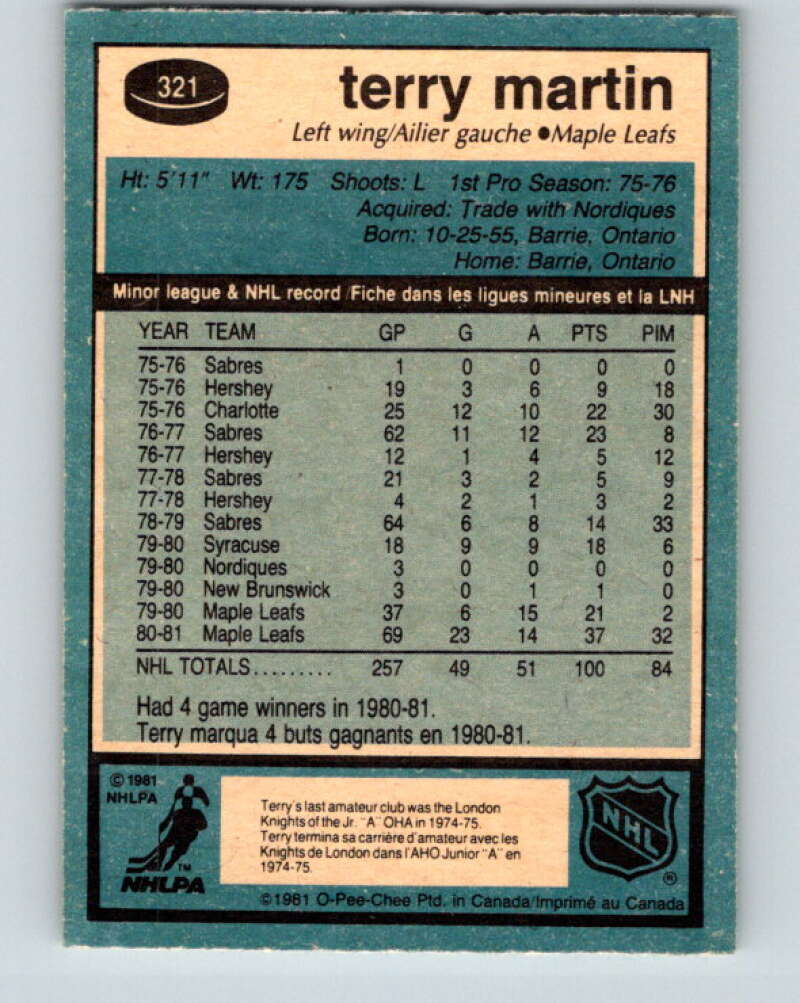 321
terry martin
Left wing/Ailier gauche ●Maple Leafs
Ht: 5'11" Wt: 175 Shoots: L 1st Pro Season: 75-76
Acquired: Trade with Nordiques
Born: 10-25-55, Barrie, Ontario
Home: Barrie, Ontario
Minor league & NHL record/Fiche dans les ligues mineures et la LNH
YEAR TEAM GP G A PTS PIM
75-76 Sabres 1 0 0 0 0
75-76 Hershey 19 3 6 9 18
75-76 Charlotte 25 12 10 22 30
76-77 Sabres 62 11 12 23 8
76-77 Hershey 12 1 4 5 12
77-78 Sabres 21 3 2 5 9
77-78 Hershey 4 2 1 3 2
78-79 Sabres 64 6 8 14 33
79-80 Syracuse 18 9 9 18 6
79-80 Nordiques 3 0 0 0 0
79-80 New Brunswick 3 0 1 1 0
79-80 Maple Leafs 37 6 15 21 2
80-81 Maple Leafs 69 23 14 37 32
NHL TOTALS......... 257 49 51 100 84
Had 4 game winners in 1980-81.
Terry marqua 4 buts gagnants en 1980-81.
© 1981
NHLPA
TM
NHLPA
Terry's last amateur club was the London
Knights of the Jr. "A" OHA in 1974-75.
Terry termina sa carrière d'amateur avec les
Knights de London dans l'AHO Junior "A" en
1974-75.
NHL
®
©1981 O-Pee-Chee Ptd. in Canada/Imprimé au Canada